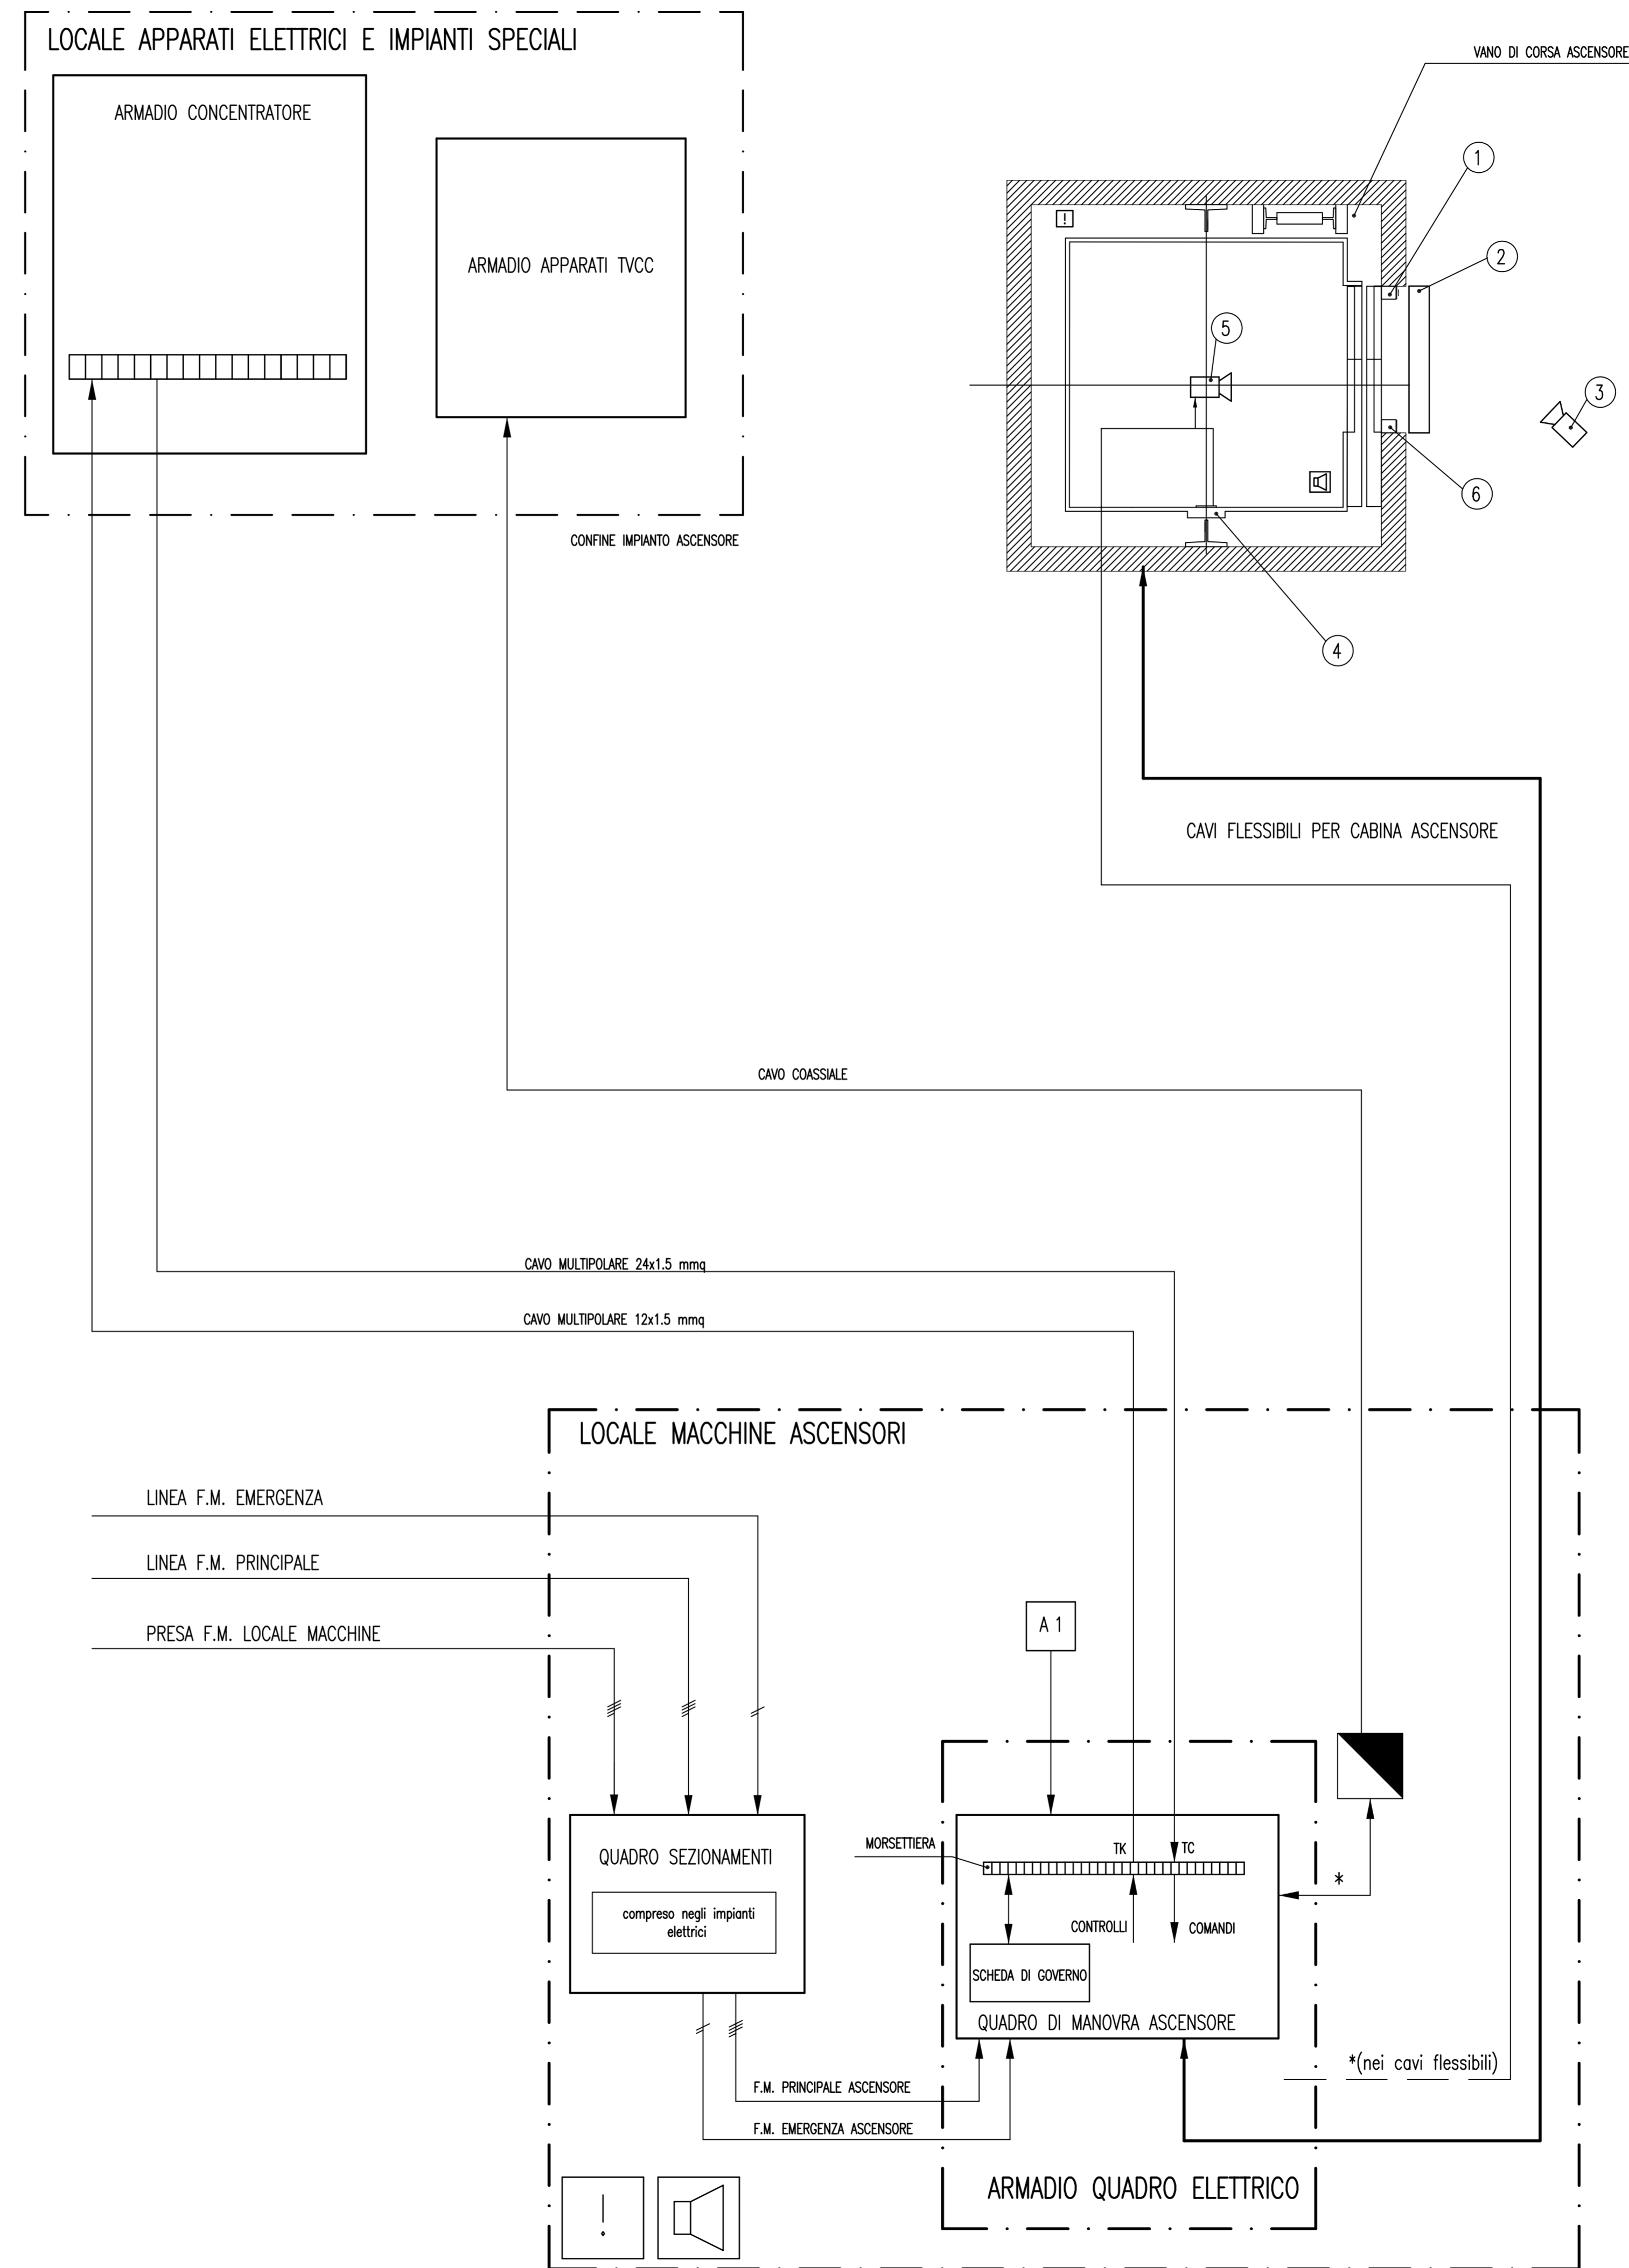 LOCALE APPARATI ELETTRICI E IMPIANTI SPECIALI
VANO DI CORSA ASCENSORE
ARMADIO CONCENTRATORE
1
2
ARMADIO APPARATI TVCC
5
3
6
CONFINE IMPIANTO ASCENSORE
!
4
CAVI FLESSIBILI PER CABINA ASCENSORE
CAVO COASSIALE
CAVO MULTIPOLARE 24x1.5 mmq
CAVO MULTIPOLARE 12x1.5 mmq
LOCALE MACCHINE ASCENSORI
LINEA F.M. EMERGENZA
LINEA F.M. PRINCIPALE
PRESA F.M. LOCALE MACCHINE
A 1
MORSETTIERA
TK
TC
QUADRO SEZIONAMENTI
*
compreso negli impianti
elettrici
CONTROLLI
COMANDI
SCHEDA DI GOVERNO
QUADRO DI MANOVRA ASCENSORE
*(nei cavi flessibili)
F.M. PRINCIPALE ASCENSORE
F.M. EMERGENZA ASCENSORE
ARMADIO QUADRO ELETTRICO
!